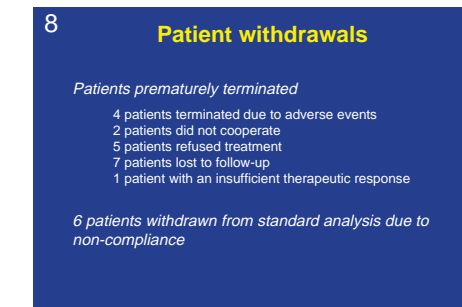 8
Patient withdrawals
Patients prematurely terminated
4 patients terminated due to adverse events
2 patients did not cooperate
5 patients refused treatment
7 patients lost to follow-up
1 patient with an insufficient therapeutic response
6 patients withdrawn from standard analysis due to
non-compliance